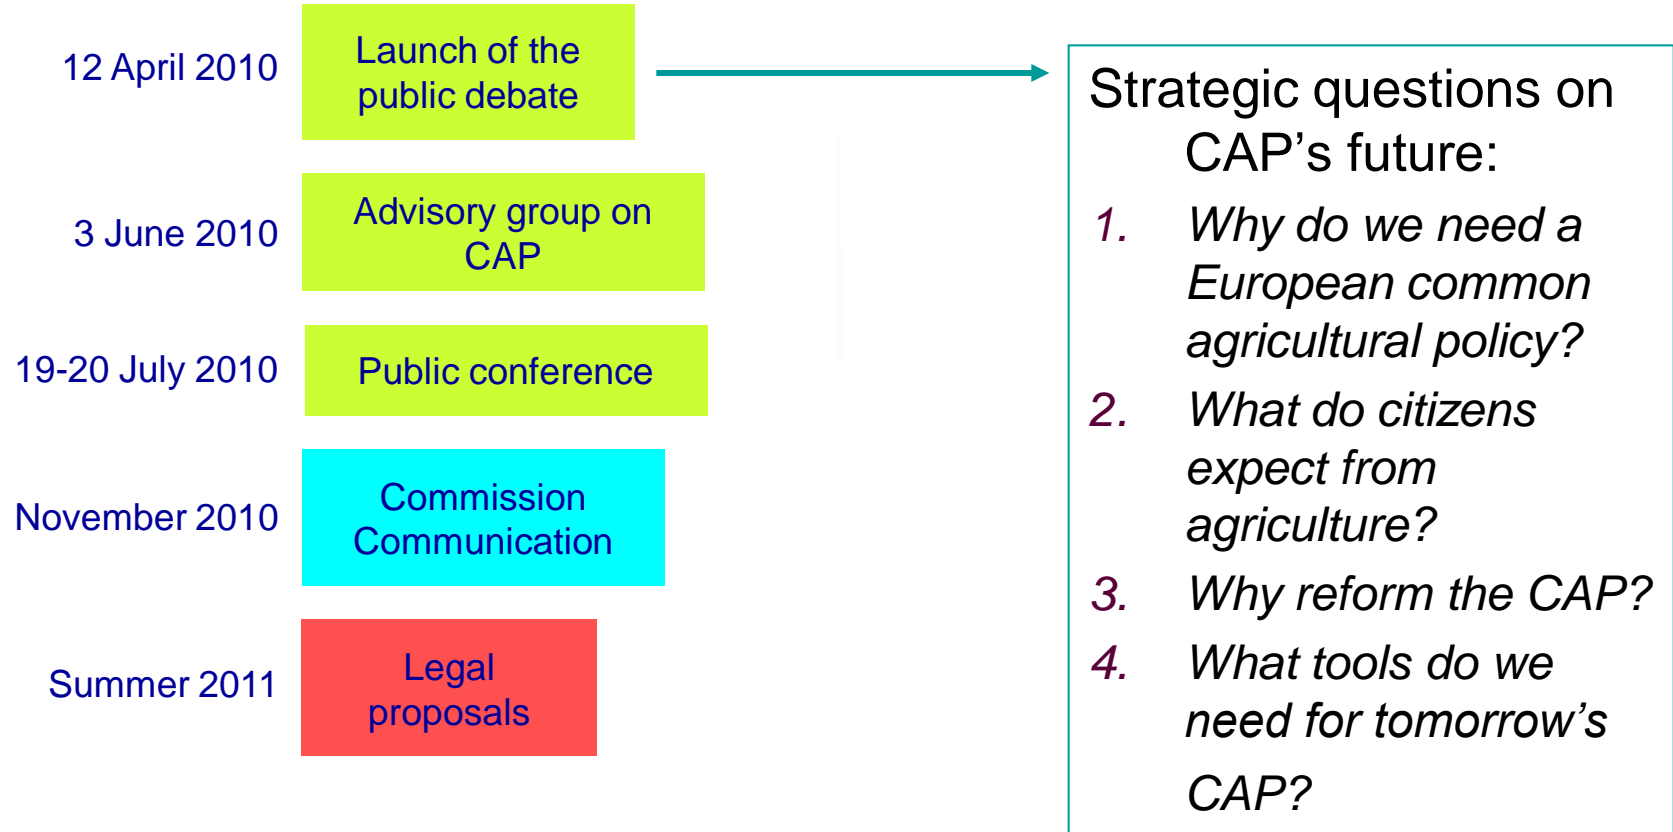 12 April 2010
Launch of the
public debate
3 June 2010
Advisory group on
CAP
19-20 July 2010
Public conference
November 2010
Commission
Communication
Summer 2011
Legal
proposals
Strategic questions on
CAP’s future:
1. Why do we need a
European common
agricultural policy?
2. What do citizens
expect from
agriculture?
3. Why reform the CAP?
4. What tools do we
need for tomorrow’s
CAP?